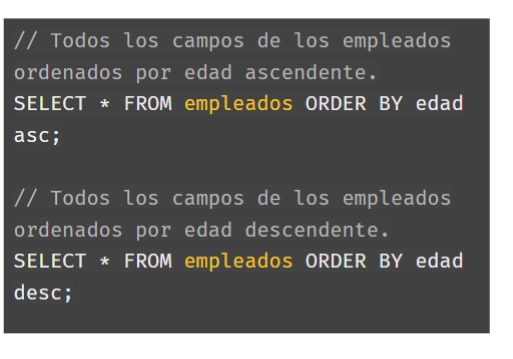 // Todos los campos de los empleados
ordenados por edad ascendente.
SELECT * FROM empleados ORDER BY edad
asc;
// Todos los campos de los empleados
ordenados por edad descendente.
SELECT * FROM empleados ORDER BY edad
desc;